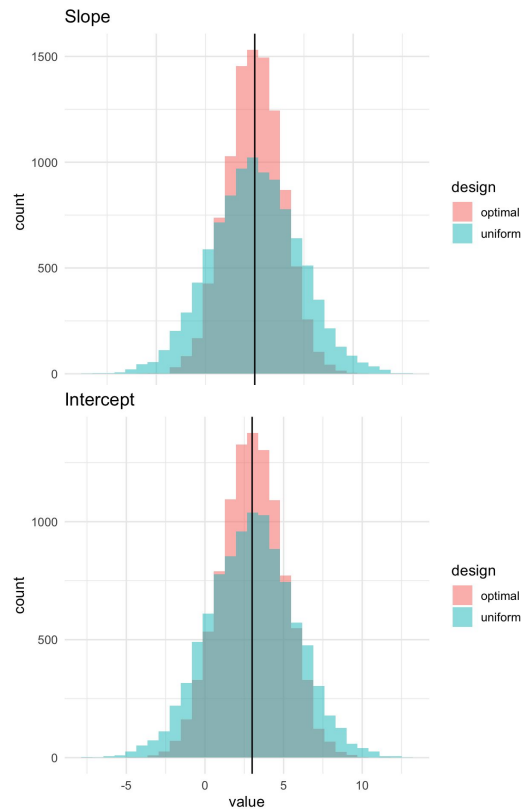 Slope
1500
1000
500
0
count
design
optimal
uniform
Intercept
1000
500
0
count
design
optimal
uniform
-5 0 5 10
value